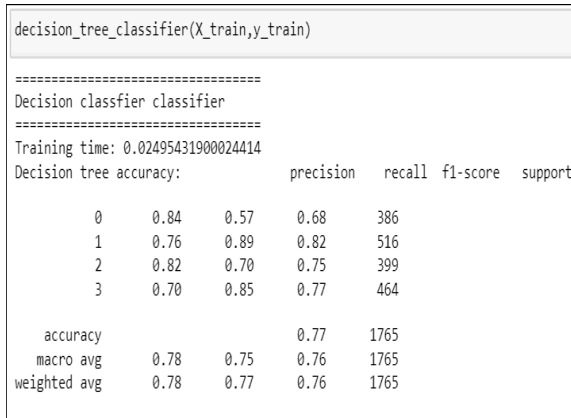 decision_tree_classifier(X_train,y_train)
==================================
Decision classfier classifier
==================================
Training time: 0.02495431900024414
Decision tree accuracy: precision recall f1-score support
0 0.84 0.57 0.68 386
1 0.76 0.89 0.82 516
2 0.82 0.70 0.75 399
3 0.70 0.85 0.77 464
accuracy 0.77 1765
macro avg 0.78 0.75 0.76 1765
weighted avg 0.78 0.77 0.76 1765